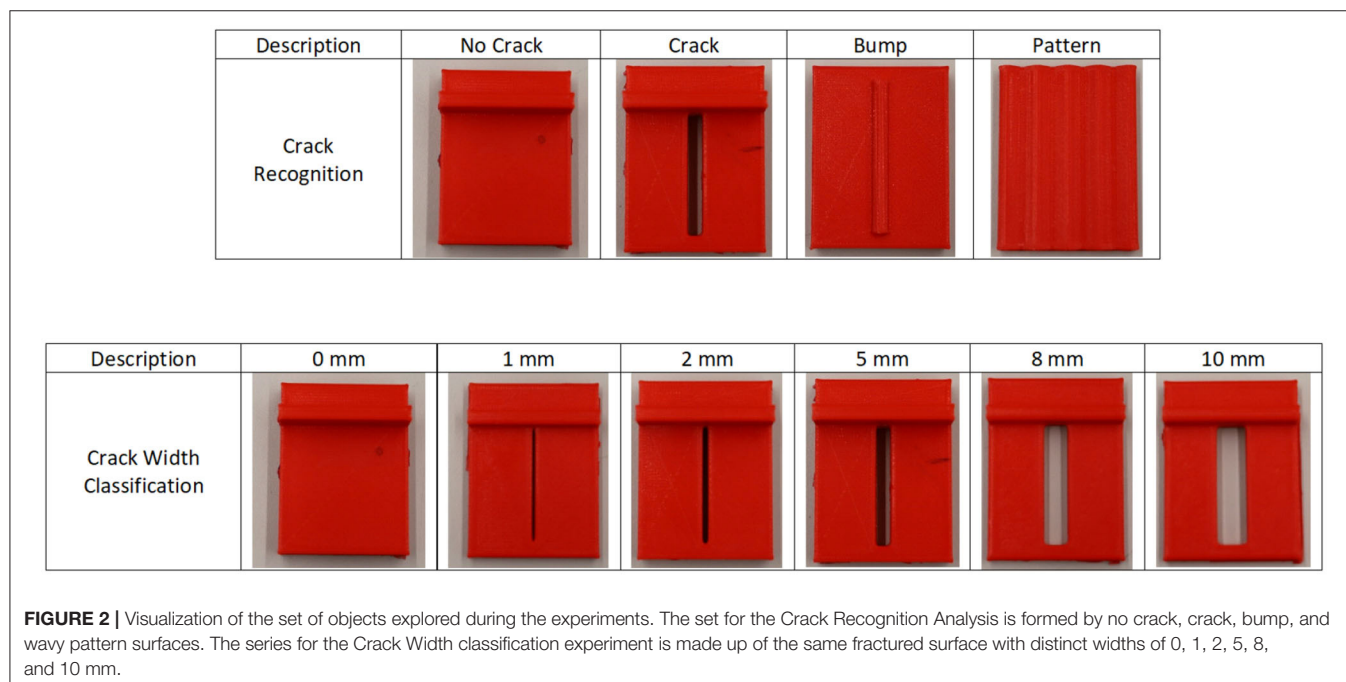 Description No Crack Crack Bump Pattern
Crack
Recognition
Description 0 mm 1 mm 2 mm 5 mm 8 mm 10 mm
Crack Width
Classification
FIGURE 2 | Visualization of the set of objects explored during the experiments. The set for the Crack Recognition Analysis is formed by no crack, crack, bump, and
wavy pattern surfaces. The series for the Crack Width classification experiment is made up of the same fractured surface with distinct widths of 0, 1, 2, 5, 8,
and 10 mm.